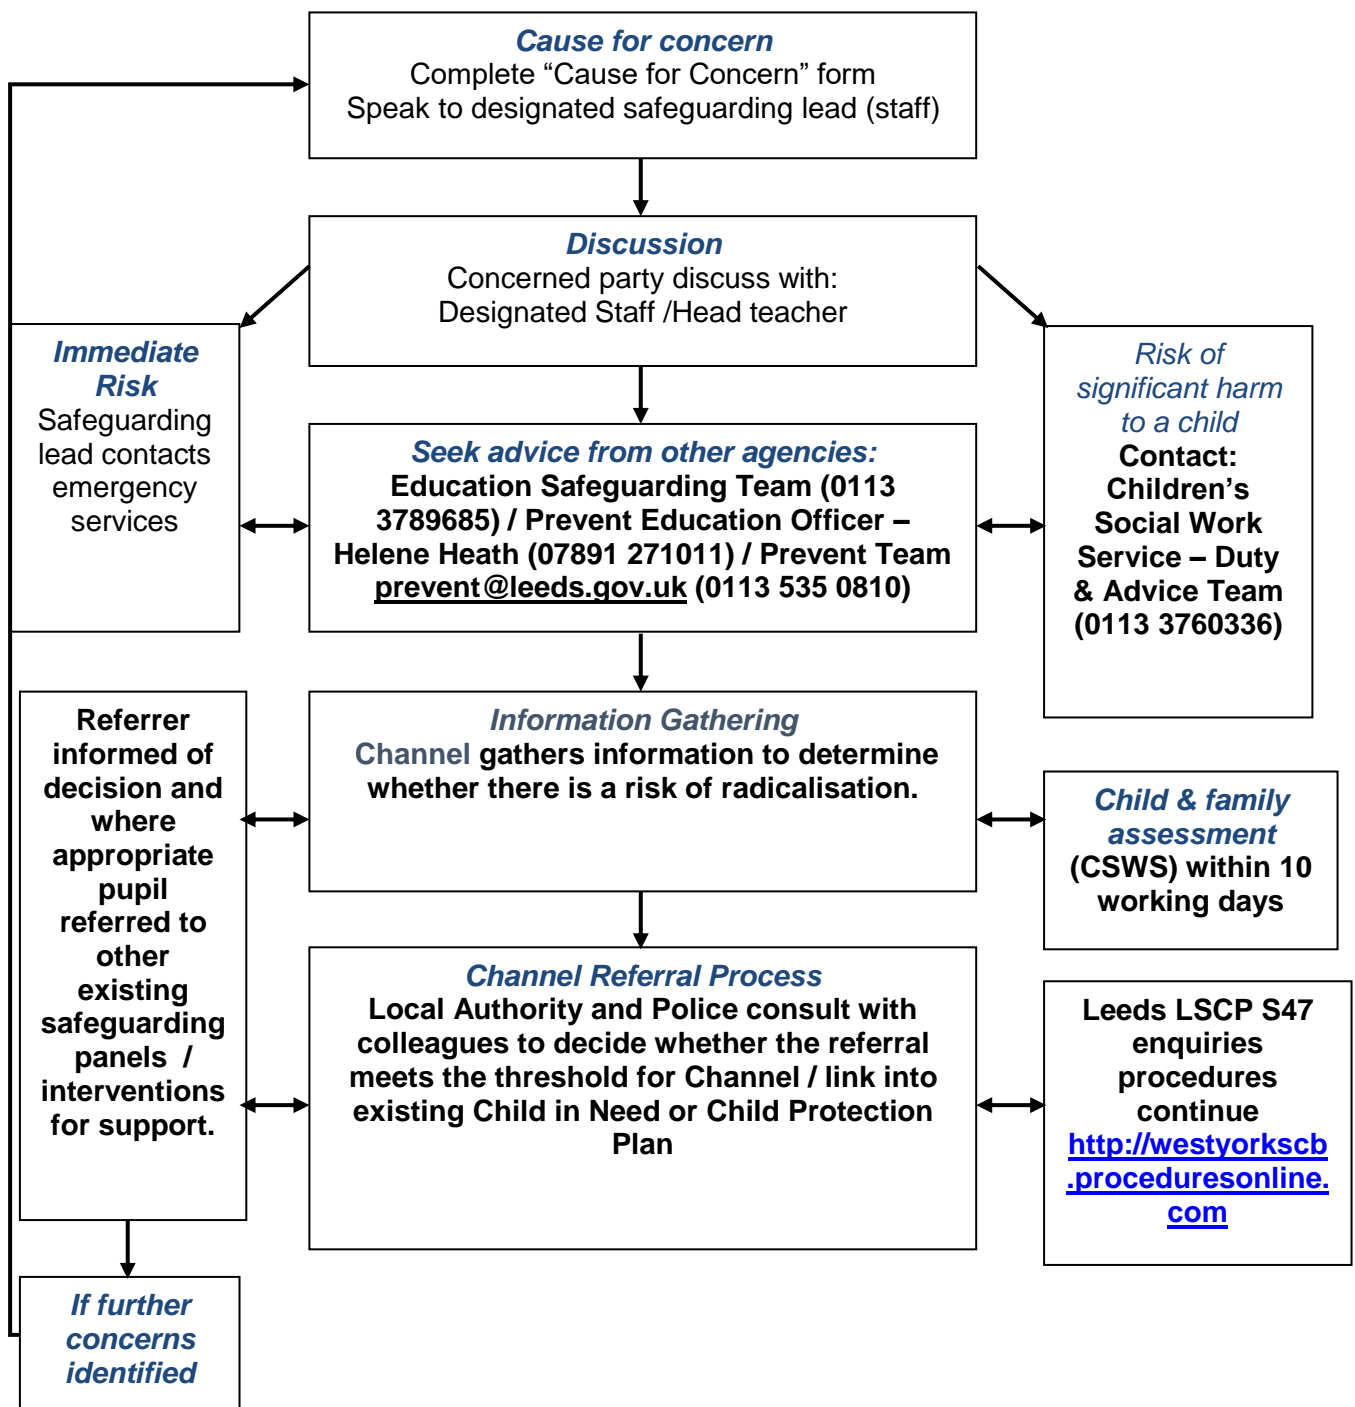 Cause for concern
Complete “Cause for Concern” form
Speak to designated safeguarding lead (staff)
Discussion
Concerned party discuss with:
Designated Staff /Head teacher
Immediate
Risk
Safeguarding
lead contacts
emergency
services
Seek advice from other agencies:
Education Safeguarding Team (0113
3789685) / Prevent Education Officer –
Helene Heath (07891 271011) / Prevent Team
prevent@leeds.gov.uk (0113 535 0810)
Risk of
significant harm
to a child
Contact:
Children’s
Social Work
Service – Duty
& Advice Team
(0113 3760336)
Referrer
informed of
decision and
where
appropriate
pupil
referred to
other
existing
safeguarding
panels /
interventions
for support.
Information Gathering
Channel gathers information to determine
whether there is a risk of radicalisation.
Child & family
assessment
(CSWS) within 10
working days
Channel Referral Process
Local Authority and Police consult with
colleagues to decide whether the referral
meets the threshold for Channel / link into
existing Child in Need or Child Protection
Plan
Leeds LSCP S47
enquiries
procedures
continue
http://westyorkscb
.proceduresonline.
com
If further
concerns
identified